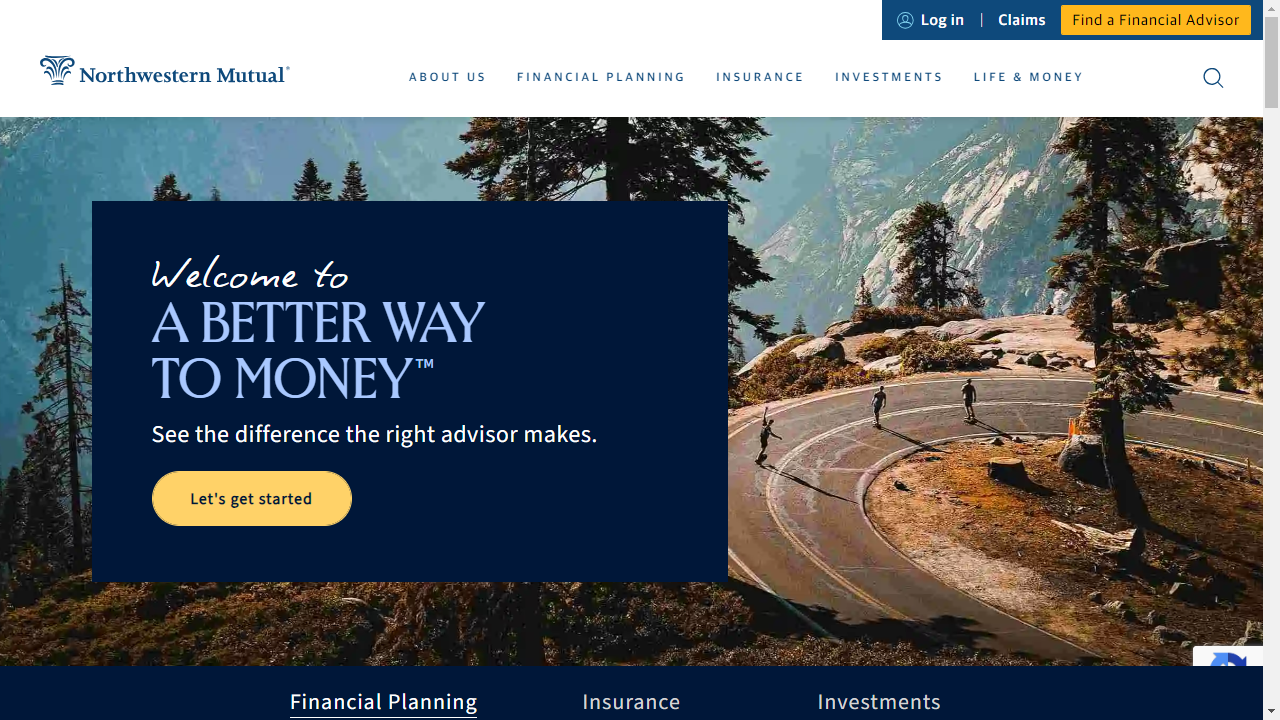 Log in | Claims Find a Financial Advisor
Northwestern Mutual®
ABOUT US FINANCIAL PLANNING INSURANCE INVESTMENTS LIFE & MONEY
Welcome to
A BETTER WAY
TO MONEY™
See the difference the right advisor makes.
Let's get started
Financial Planning Insurance Investments